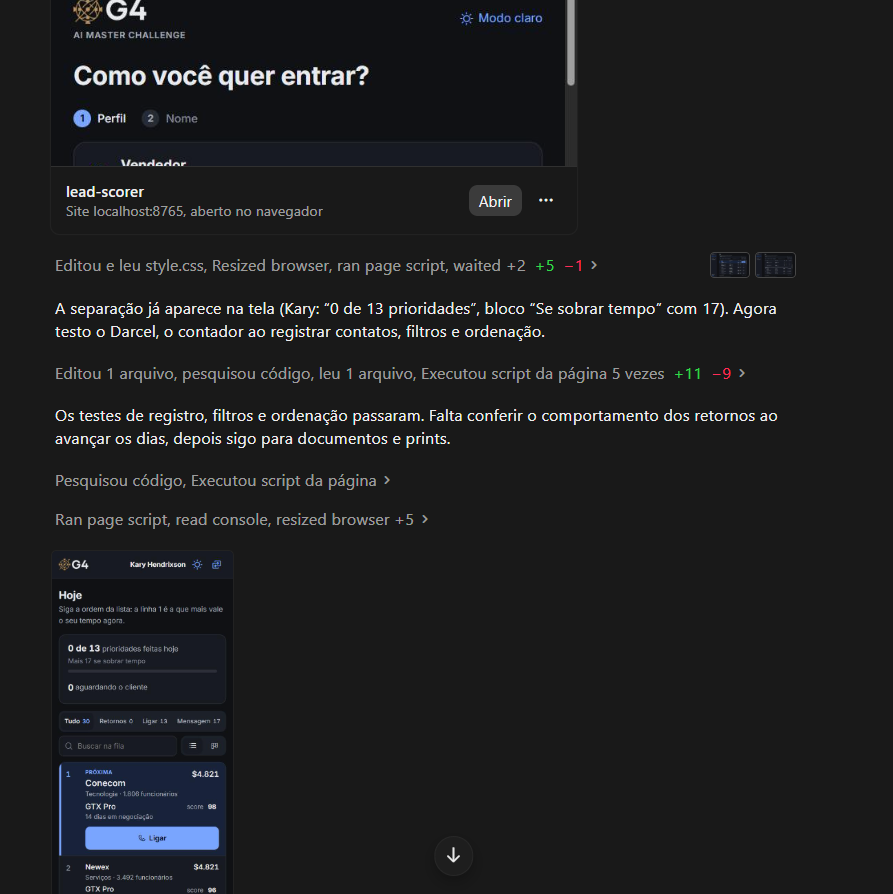 G4
AI MASTER CHALLENGE
Modo claro
Como você quer entrar?
1 Perfil 2 Nome
Vendedor
lead-scorer
Site localhost:8765, aberto no navegador
Abrir
Editou e leu style.css, Resized browser, ran page script, waited +2 +5 −1
A separação já aparece na tela (Kary: “0 de 13 prioridades”, bloco “Se sobrar tempo” com 17). Agora
testo o Darcel, o contador ao registrar contatos, filtros e ordenação.
Editou 1 arquivo, pesquisou código, leu 1 arquivo, Executou script da página 5 vezes +11 −9
Os testes de registro, filtros e ordenação passaram. Falta conferir o comportamento dos retornos ao
avançar os dias, depois sigo para documentos e prints.
Pesquisou código, Executou script da página
Ran page script, read console, resized browser +5
G4 Kary Hendrixson
Hoje
Siga a ordem da lista: a linha 1 é a que mais vale
o seu tempo agora.
0 de 13 prioridades feitas hoje
Mais 17 se sobrar tempo
0 aguardando o cliente
Tudo 30 Retornos 0 Ligar 13 Mensagem 17
Buscar na fila
1 PRÓXIMA $4.821
Conecom
Tecnologia · 1.806 funcionários
GTX Pro score 98
14 dias em negociação
Ligar
2 Newex $4.821
Serviços · 3.492 funcionários
GTX Pro score 96